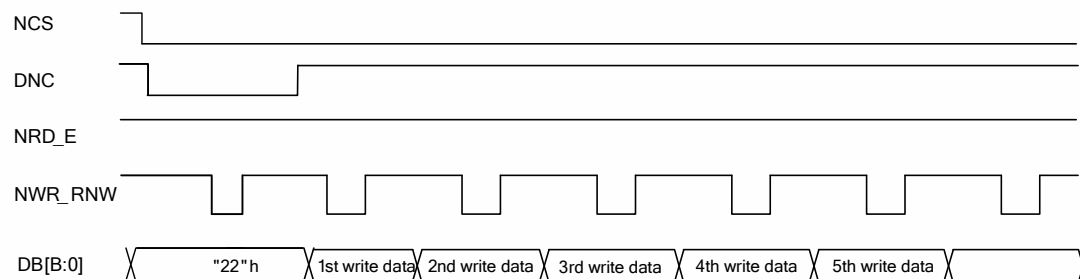 NCS
DNC
NRD_E
NWR_RNW
DB[B:0] "22"h 1st write data 2nd write data 3rd write data 4th write data 5th write data